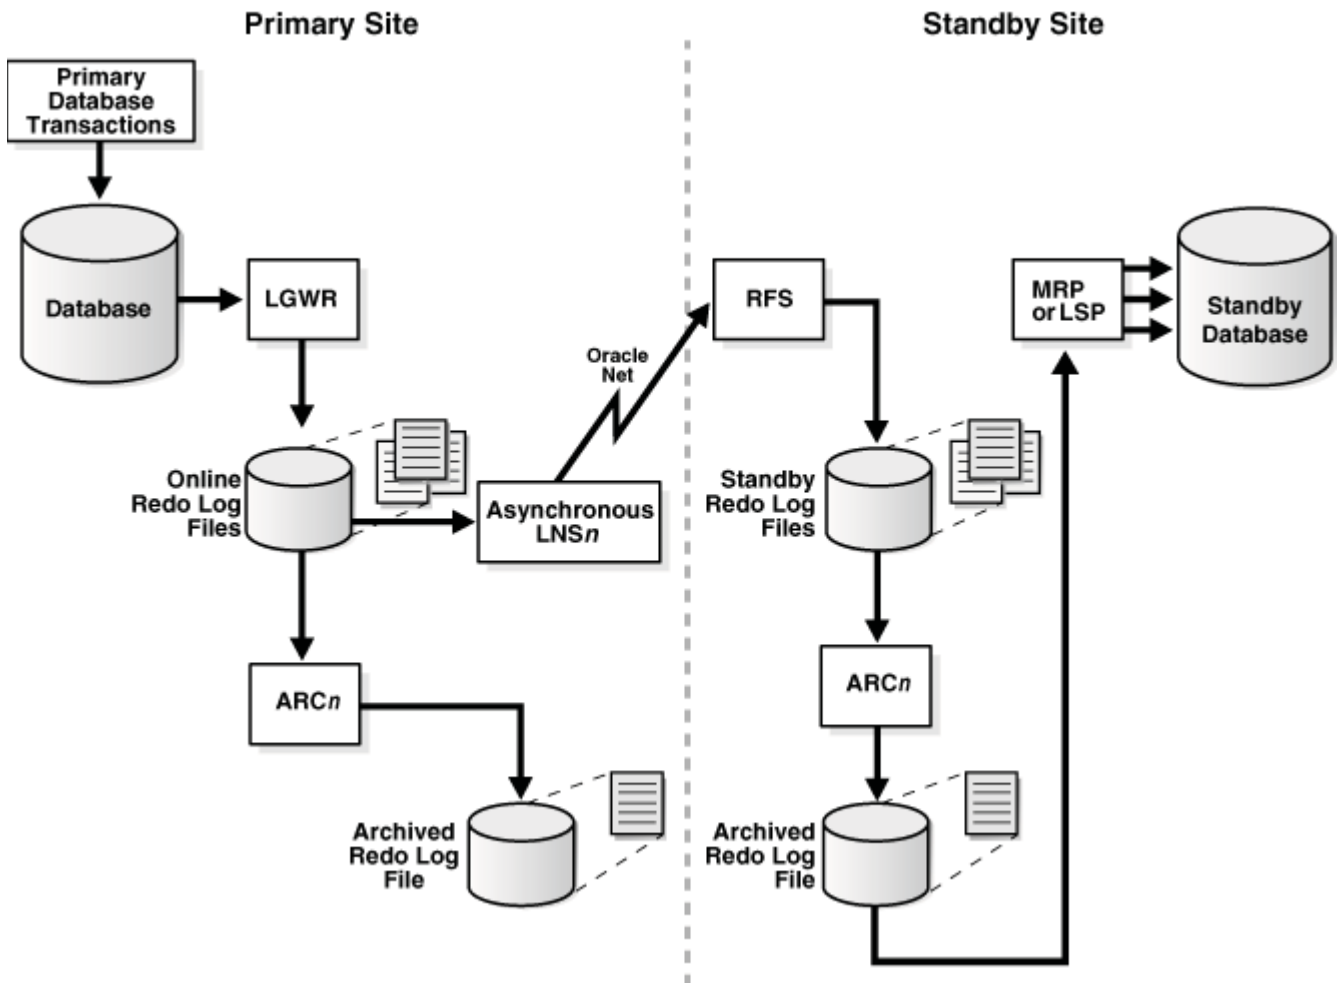 Primary Site
Standby Site
Primary
Database
Transactions
Database
LGWR
Oracle
Net
RFS
MRP
or LSP
Standby
Database
Online
Redo Log
Files
Asynchronous
LNSn
Standby
Redo Log
Files
ARCn
ARCn
Archived
Redo Log
File
Archived
Redo Log
File